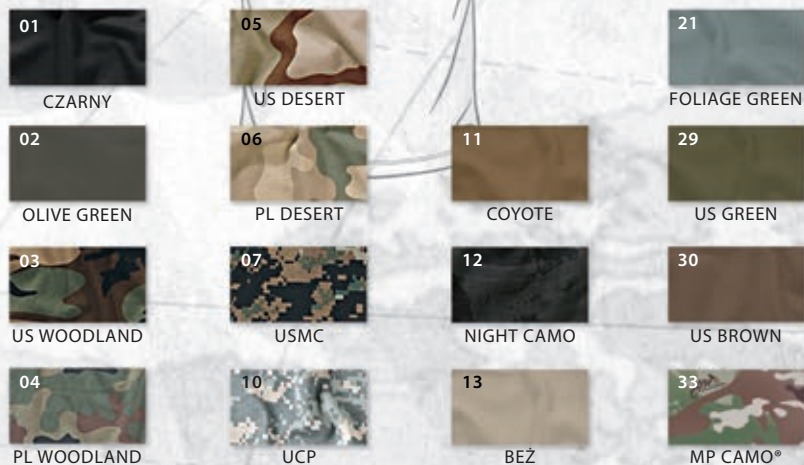 01
CZARNY
05
US DESERT
21
FOLIAGE GREEN
02
OLIVE GREEN
06
PL DESERT
11
COYOTE
29
US GREEN
03
US WOODLAND
07
USMC
12
NIGHT CAMO
30
US BROWN
04
PL WOODLAND
10
UCP
13
BEŻ
33
MP CAMO®